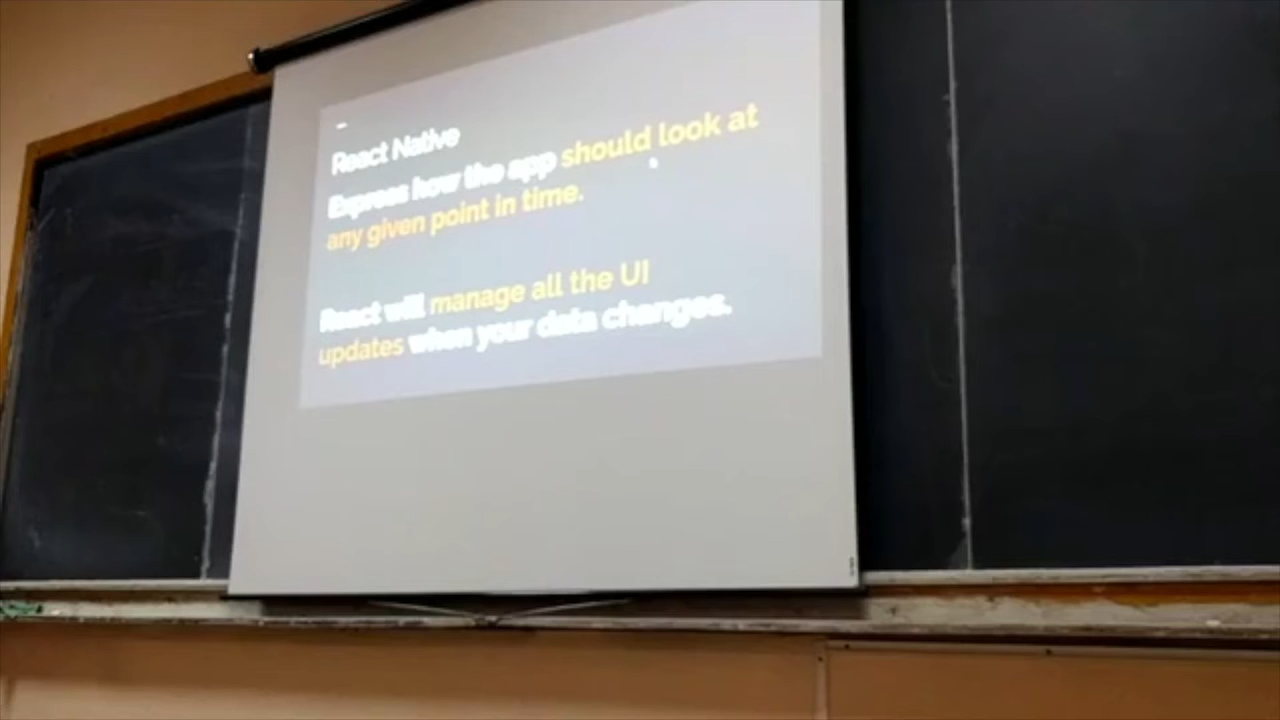 React Native
Express how the app should look at
any given point in time.
React will manage all the UI
updates when your data changes.